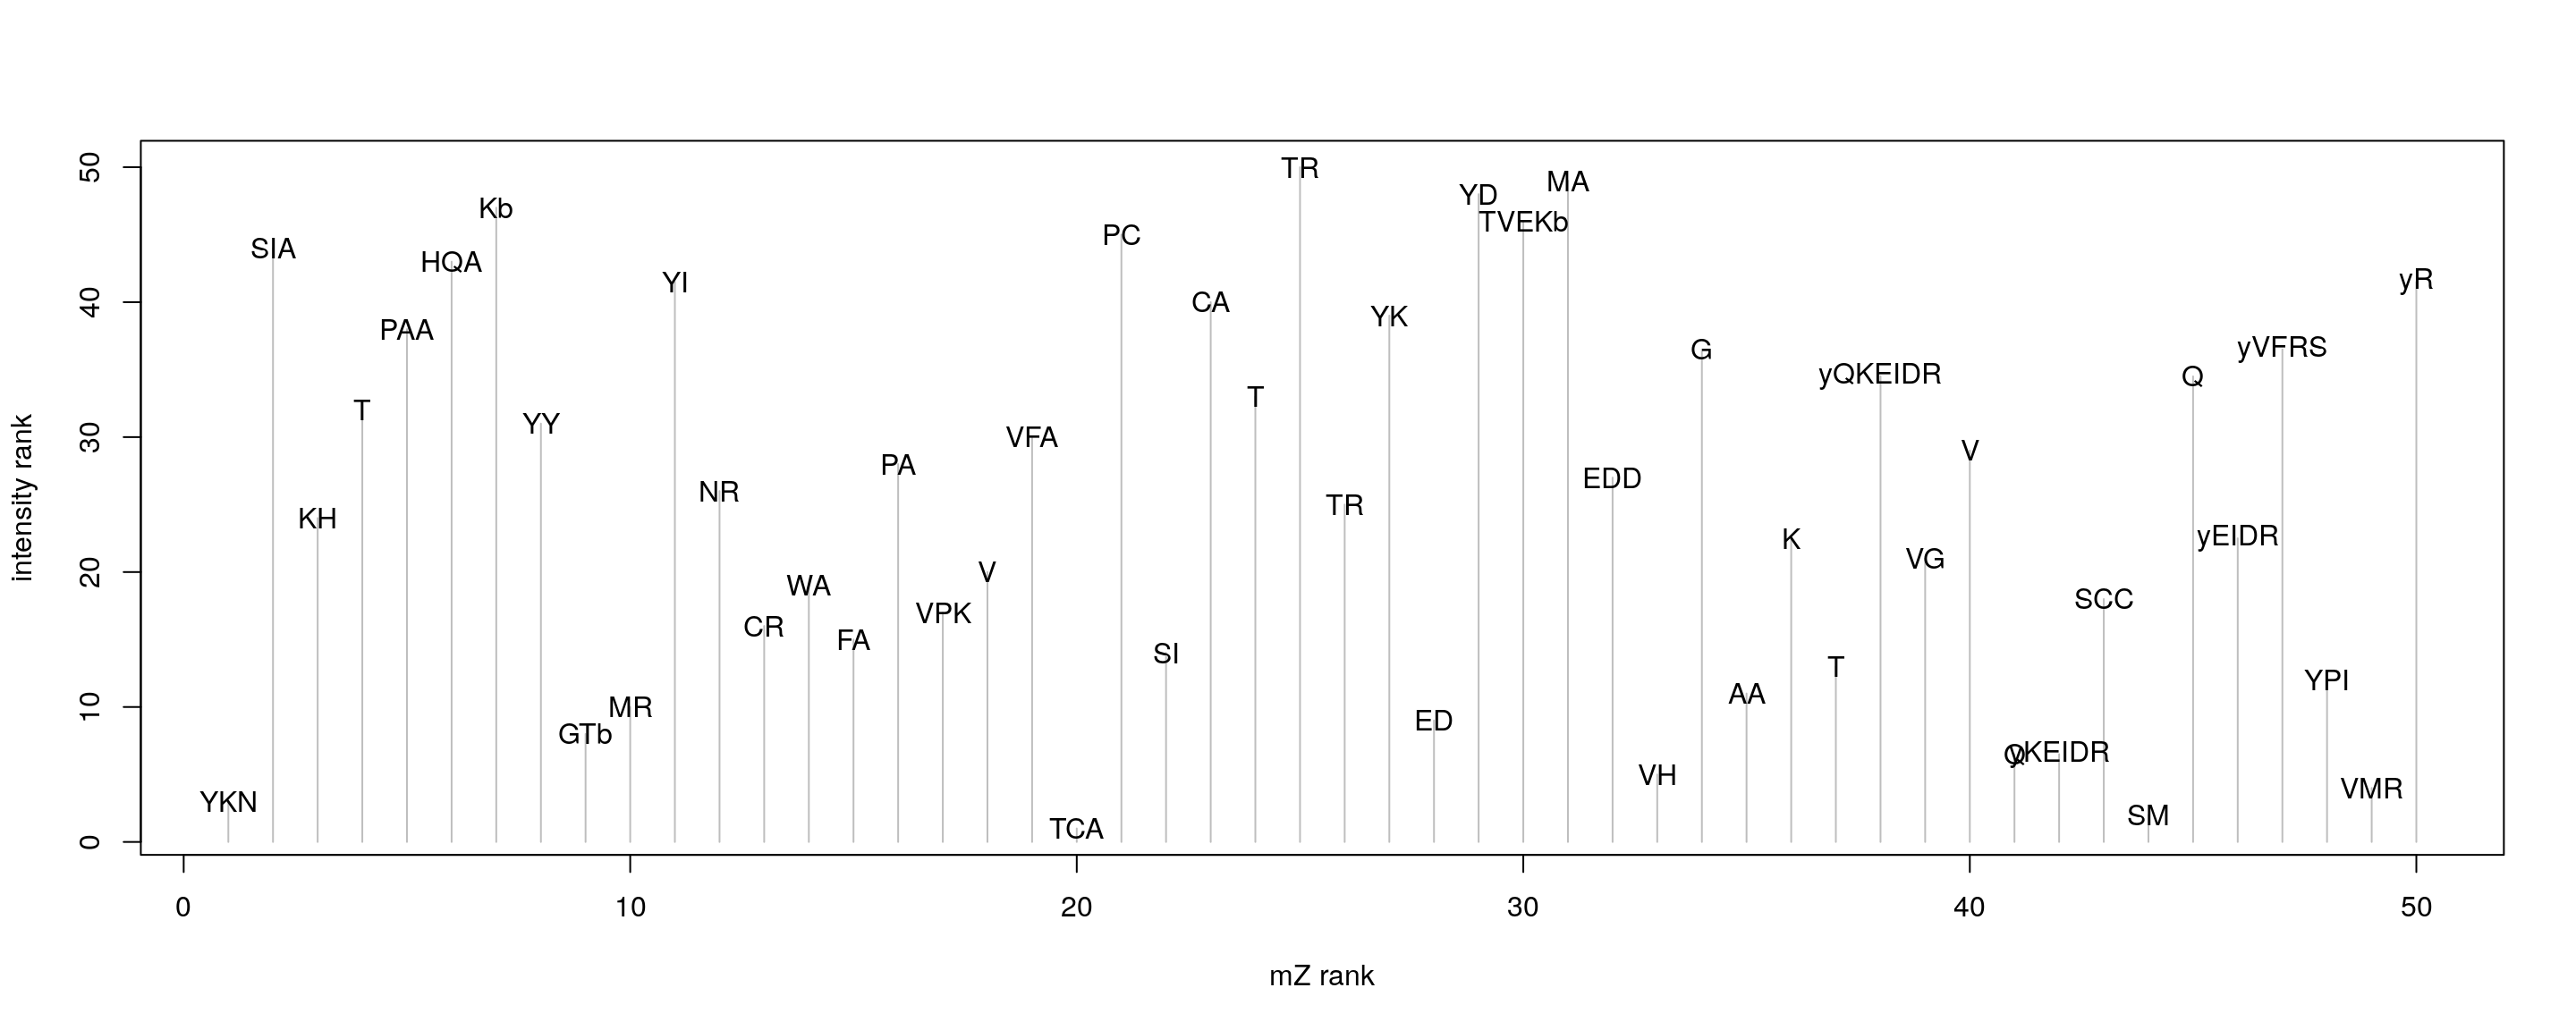 TR
MA
YD
Kb
TVEKb
PC
SIA
HQA
YI
yR
CA
YK
PAA
G
yVFRS
yQKEIDR
Q
T
T
YY
VFA
V
PA
EDD
NR
TR
KH
K
yEIDR
VG
V
WA
SCC
VPK
CR
FA
SI
T
YPI
AA
MR
ED
GTb
Q
yKEIDR
VH
VMR
YKN
SM
TCA
50
40
30
20
10
0
intensity rank
0 10 20 30 40 50
mZ rank